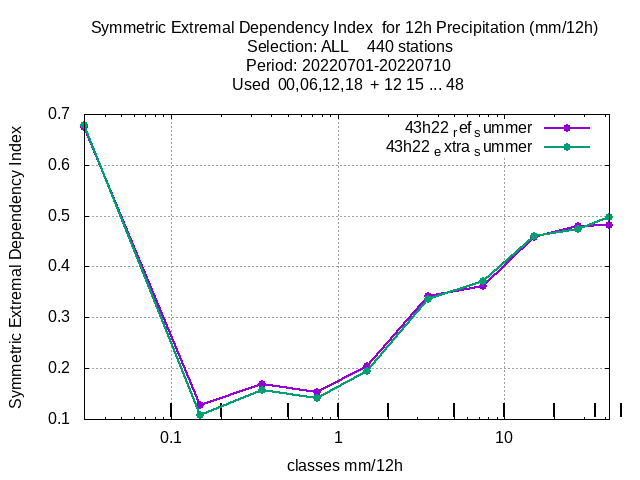 Symmetric Extremal Dependency Index  for 12h Precipitation (mm/12h)
Selection: ALL    440 stations
Period: 20220701-20220710
Used  00,06,12,18  + 12 15 ... 48
43h22 ref summer
43h22 extra summer
Symmetric Extremal Dependency Index
0.7
0.6
0.5
0.4
0.3
0.2
0.1
0.1
1
10
classes mm/12h